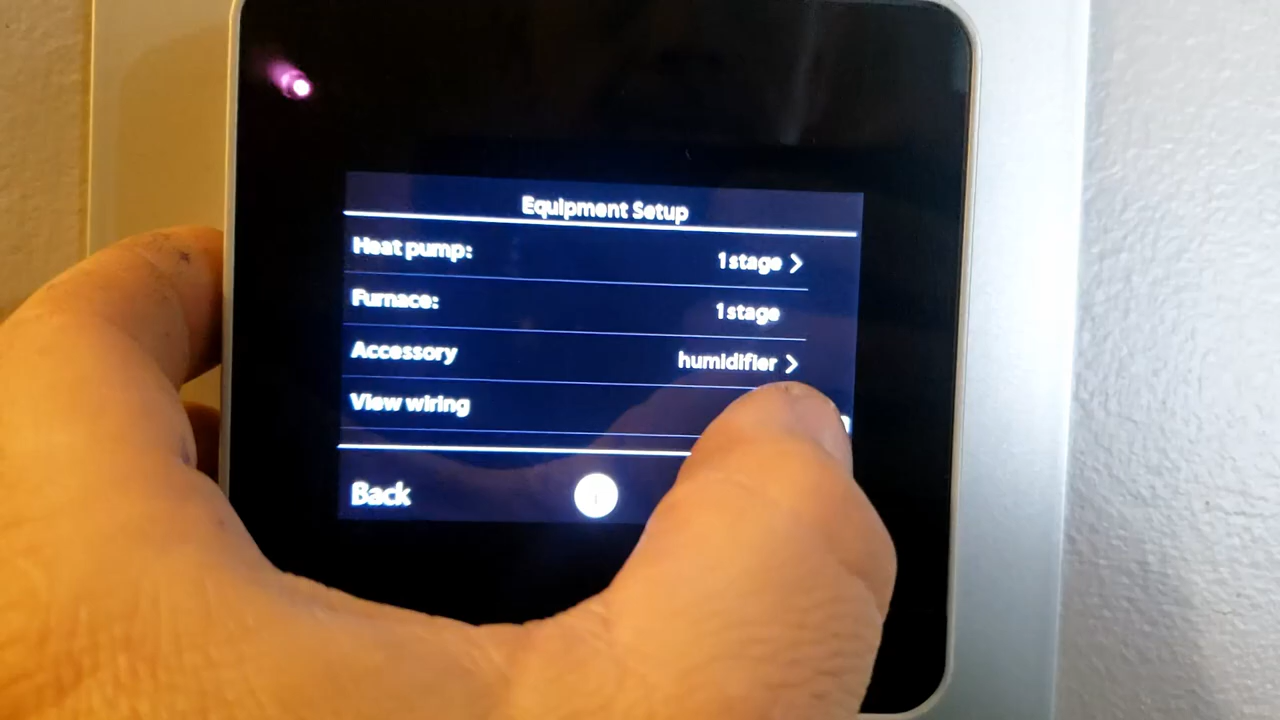 Equipment Setup
Heat pump: 1 stage >
Furnace: 1 stage
Accessory humidifier >
View wiring
Back